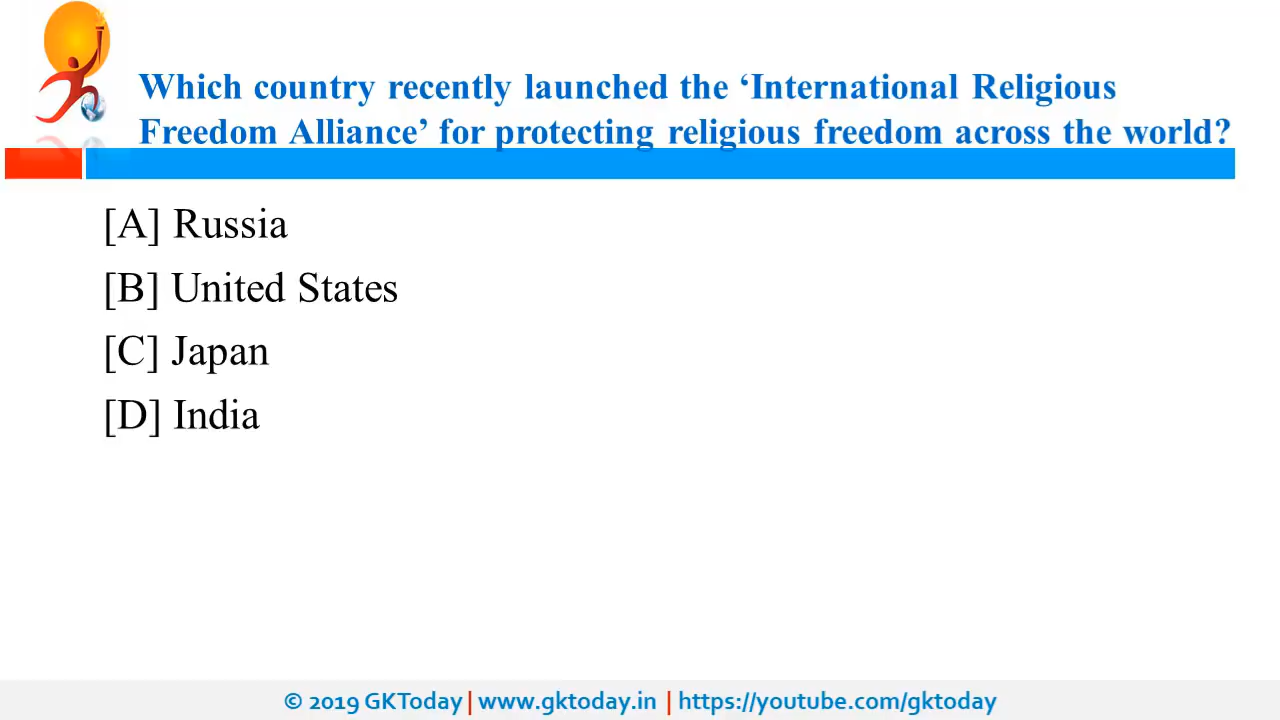 Which country recently launched the ‘International Religious
Freedom Alliance’ for protecting religious freedom across the world?
[A] Russia
[B] United States
[C] Japan
[D] India
© 2019 GKToday | www.gktoday.in | https://youtube.com/gktoday